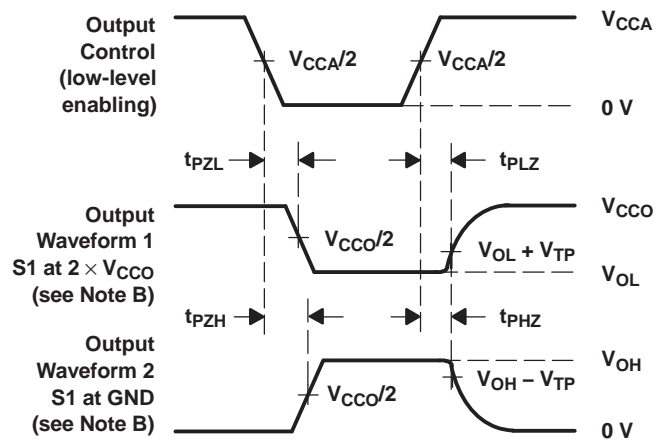 Output
Control
(low-level
enabling)
V_CCA
V_CCA/2
V_CCA/2
0 V
t_PZL
t_PLZ
Output
Waveform 1
S1 at 2 × V_CCO
(see Note B)
V_CCO
V_CCO/2
V_OL + V_TP
V_OL
t_PZH
t_PHZ
Output
Waveform 2
S1 at GND
(see Note B)
V_OH
V_CCO/2
V_OH − V_TP
0 V